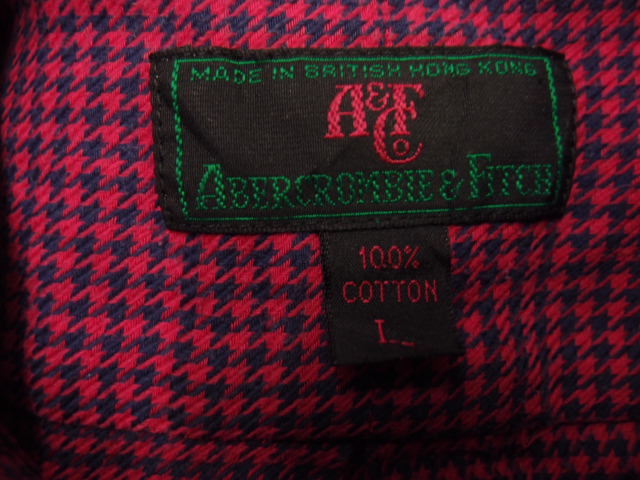 MADE IN BRITISH HONG KONG
A&F
Co
ABERCROMBIE & FITCH
100%
COTTON
L